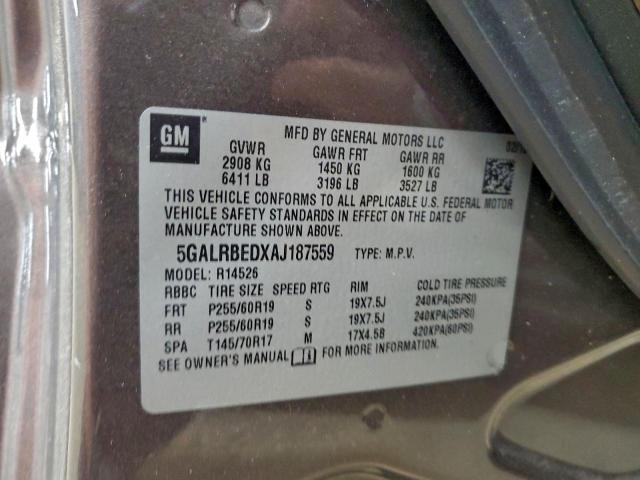 GM
MFD BY GENERAL MOTORS LLC
GVWR GAWR FRT GAWR RR
2908 KG 1450 KG 1600 KG
6411 LB 3196 LB 3527 LB
THIS VEHICLE CONFORMS TO ALL APPLICABLE U.S. FEDERAL MOTOR
VEHICLE SAFETY STANDARDS IN EFFECT ON THE DATE OF
MANUFACTURE SHOWN ABOVE.
5GALRBEDXAJ187559 TYPE: M.P.V.
MODEL: R14526
RBBC TIRE SIZE SPEED RTG RIM COLD TIRE PRESSURE
FRT P255/60R19 S 19X7.5J 240KPA(35PSI)
RR P255/60R19 S 19X7.5J 240KPA(35PSI)
SPA T145/70R17 M 17X4.5B 420KPA(60PSI)
SEE OWNER'S MANUAL FOR MORE INFORMATION.